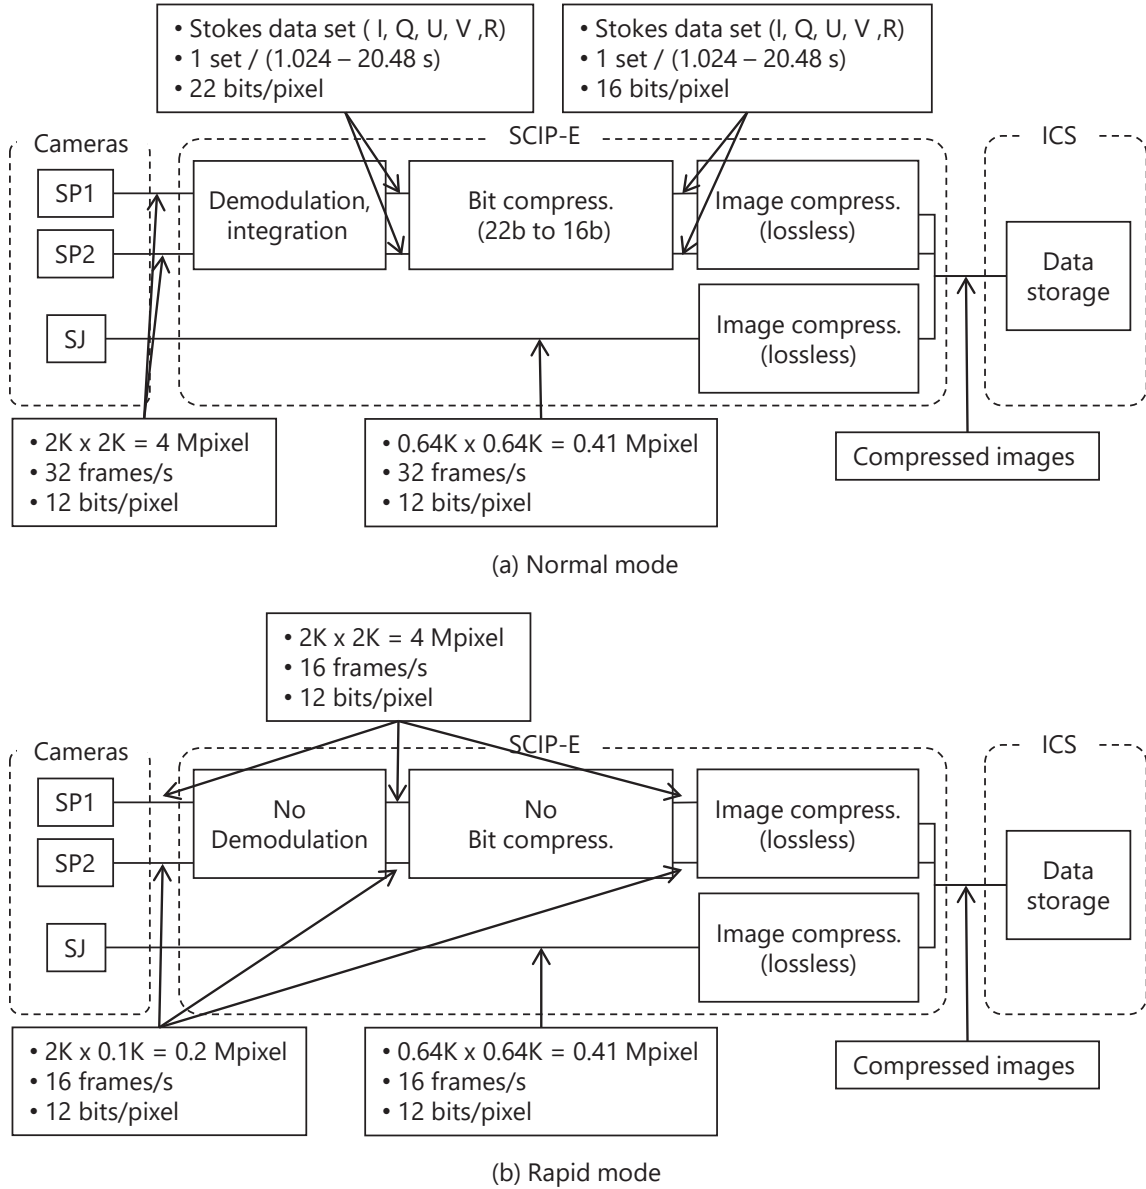 • Stokes data set ( I, Q, U, V ,R)
• 1 set / (1.024 – 20.48 s)
• 22 bits/pixel
• Stokes data set (I, Q, U, V ,R)
• 1 set / (1.024 – 20.48 s)
• 16 bits/pixel
Cameras
SCIP-E
ICS
SP1
SP2
SJ
Demodulation,
integration
Bit compress.
(22b to 16b)
Image compress.
(lossless)
Image compress.
(lossless)
Data
storage
• 2K x 2K = 4 Mpixel
• 32 frames/s
• 12 bits/pixel
• 0.64K x 0.64K = 0.41 Mpixel
• 32 frames/s
• 12 bits/pixel
Compressed images
(a) Normal mode
• 2K x 2K = 4 Mpixel
• 16 frames/s
• 12 bits/pixel
Cameras
SCIP-E
ICS
SP1
SP2
SJ
No
Demodulation
No
Bit compress.
Image compress.
(lossless)
Image compress.
(lossless)
Data
storage
• 2K x 0.1K = 0.2 Mpixel
• 16 frames/s
• 12 bits/pixel
• 0.64K x 0.64K = 0.41 Mpixel
• 16 frames/s
• 12 bits/pixel
Compressed images
(b) Rapid mode